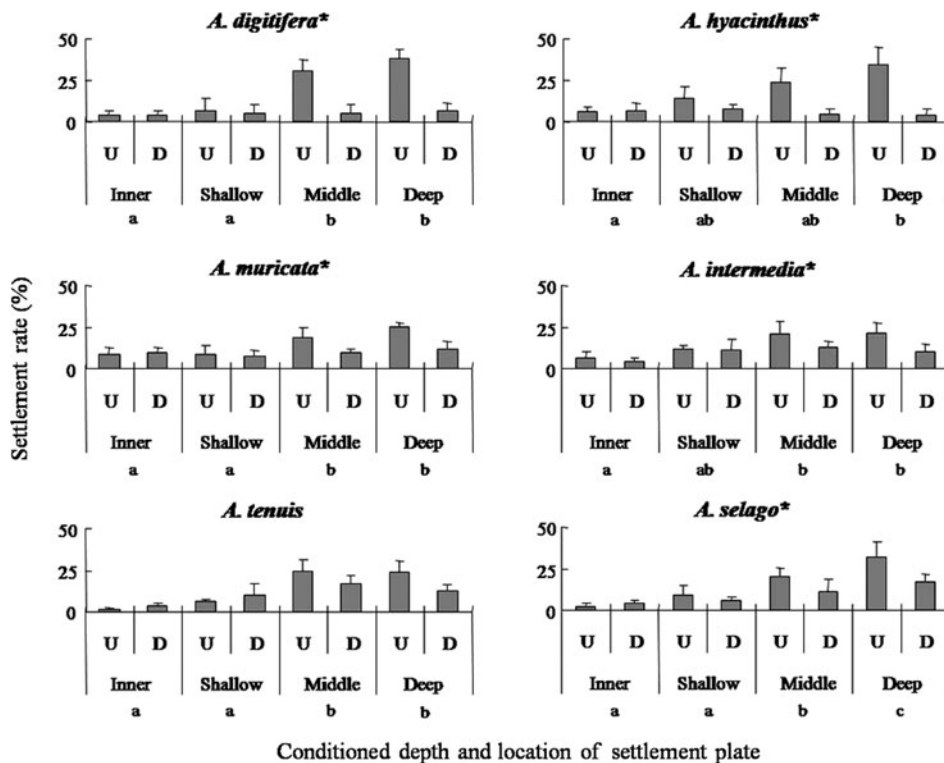 A. digitifera*
50
25
0
U D U D U D U D
Inner Shallow Middle Deep
a a b b
A. hyacinthus*
50
25
0
U D U D U D U D
Inner Shallow Middle Deep
a ab ab b
Settlement rate (%)
A. muricata*
50
25
0
U D U D U D U D
Inner Shallow Middle Deep
a a b b
A. intermedia*
50
25
0
U D U D U D U D
Inner Shallow Middle Deep
a ab b b
A. tenuis
50
25
0
U D U D U D U D
Inner Shallow Middle Deep
a a b b
A. selago*
50
25
0
U D U D U D U D
Inner Shallow Middle Deep
a a b c
Conditioned depth and location of settlement plate